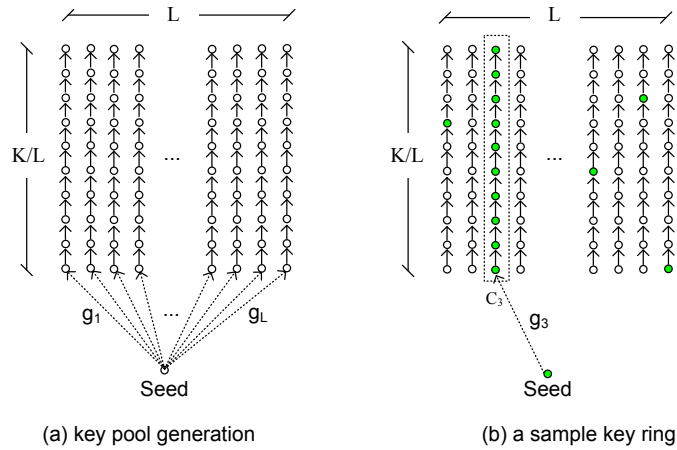 L
K/L
...
g1
...
gL
Seed
(a) key pool generation
L
K/L
...
C3
g3
Seed
(b) a sample key ring